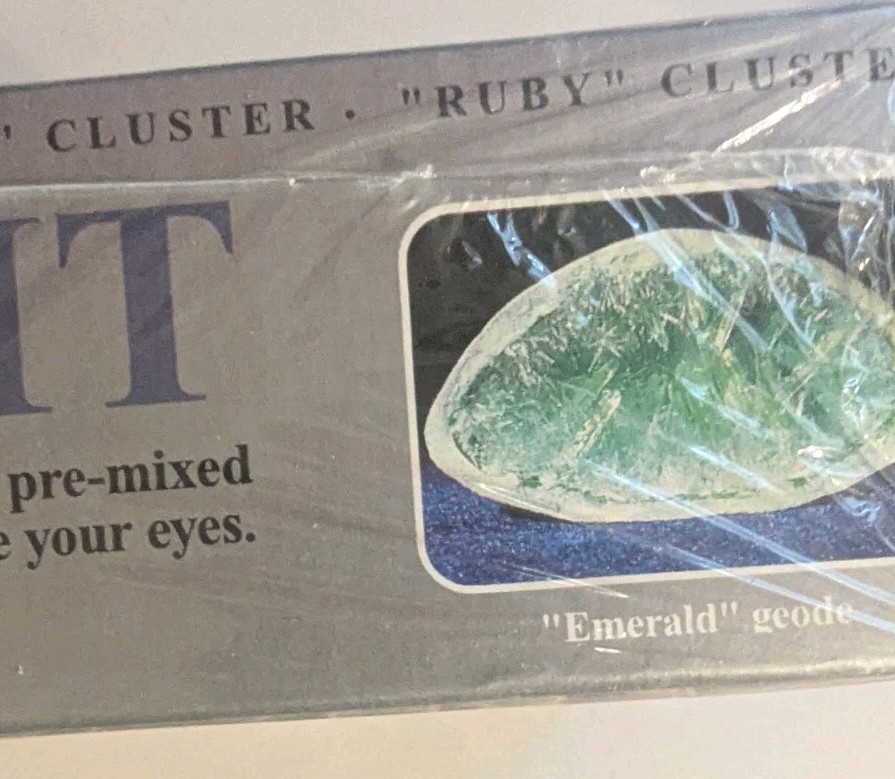 " CLUSTER · "RUBY" CLUSTE
IT
pre-mixed
e your eyes.
"Emerald" geode